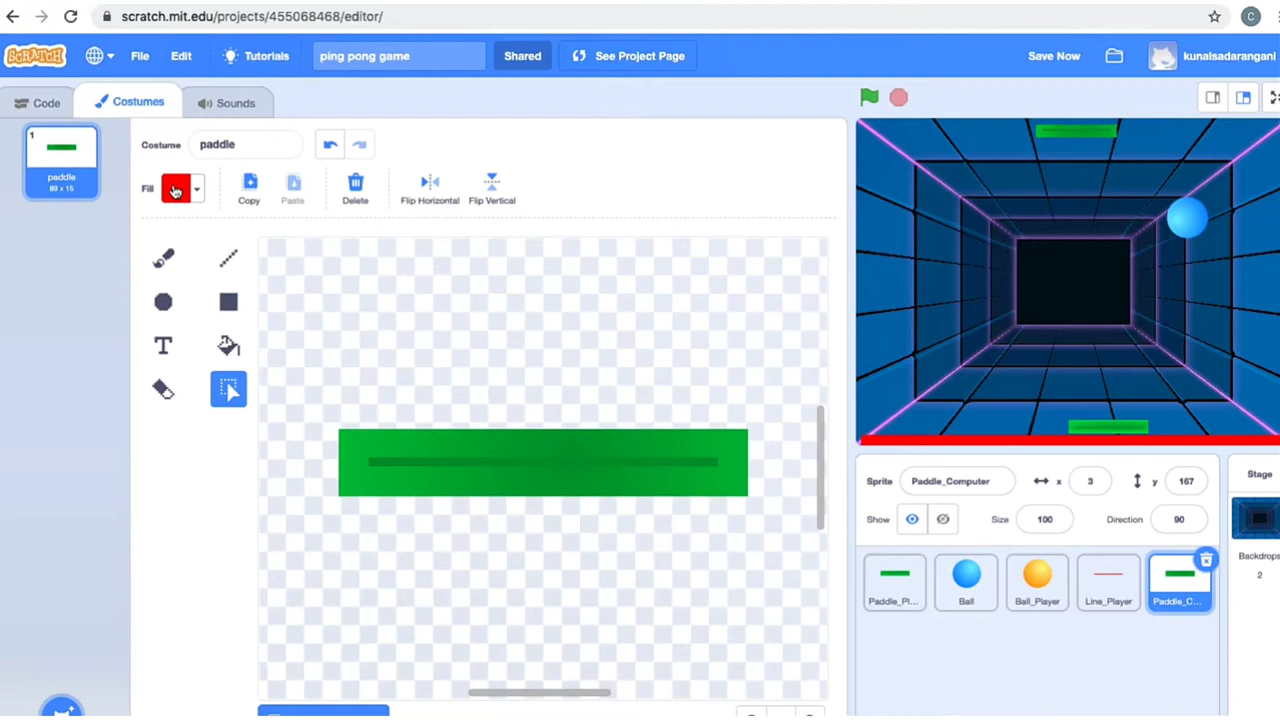 scratch.mit.edu/projects/455068468/editor/
C
SCRATCH
File
Edit
Tutorials
ping pong game
Shared
See Project Page
Save Now
kunalsadarangani
Code
Costumes
Sounds
1
paddle
89 x 15
Costume
paddle
Fill
Copy
Paste
Delete
Flip Horizontal
Flip Vertical
T
Sprite
Paddle_Computer
x
3
y
167
Show
Size
100
Direction
90
Stage
Backdrops
2
Paddle_Pl...
Ball
Ball_Player
Line_Player
Paddle_C...